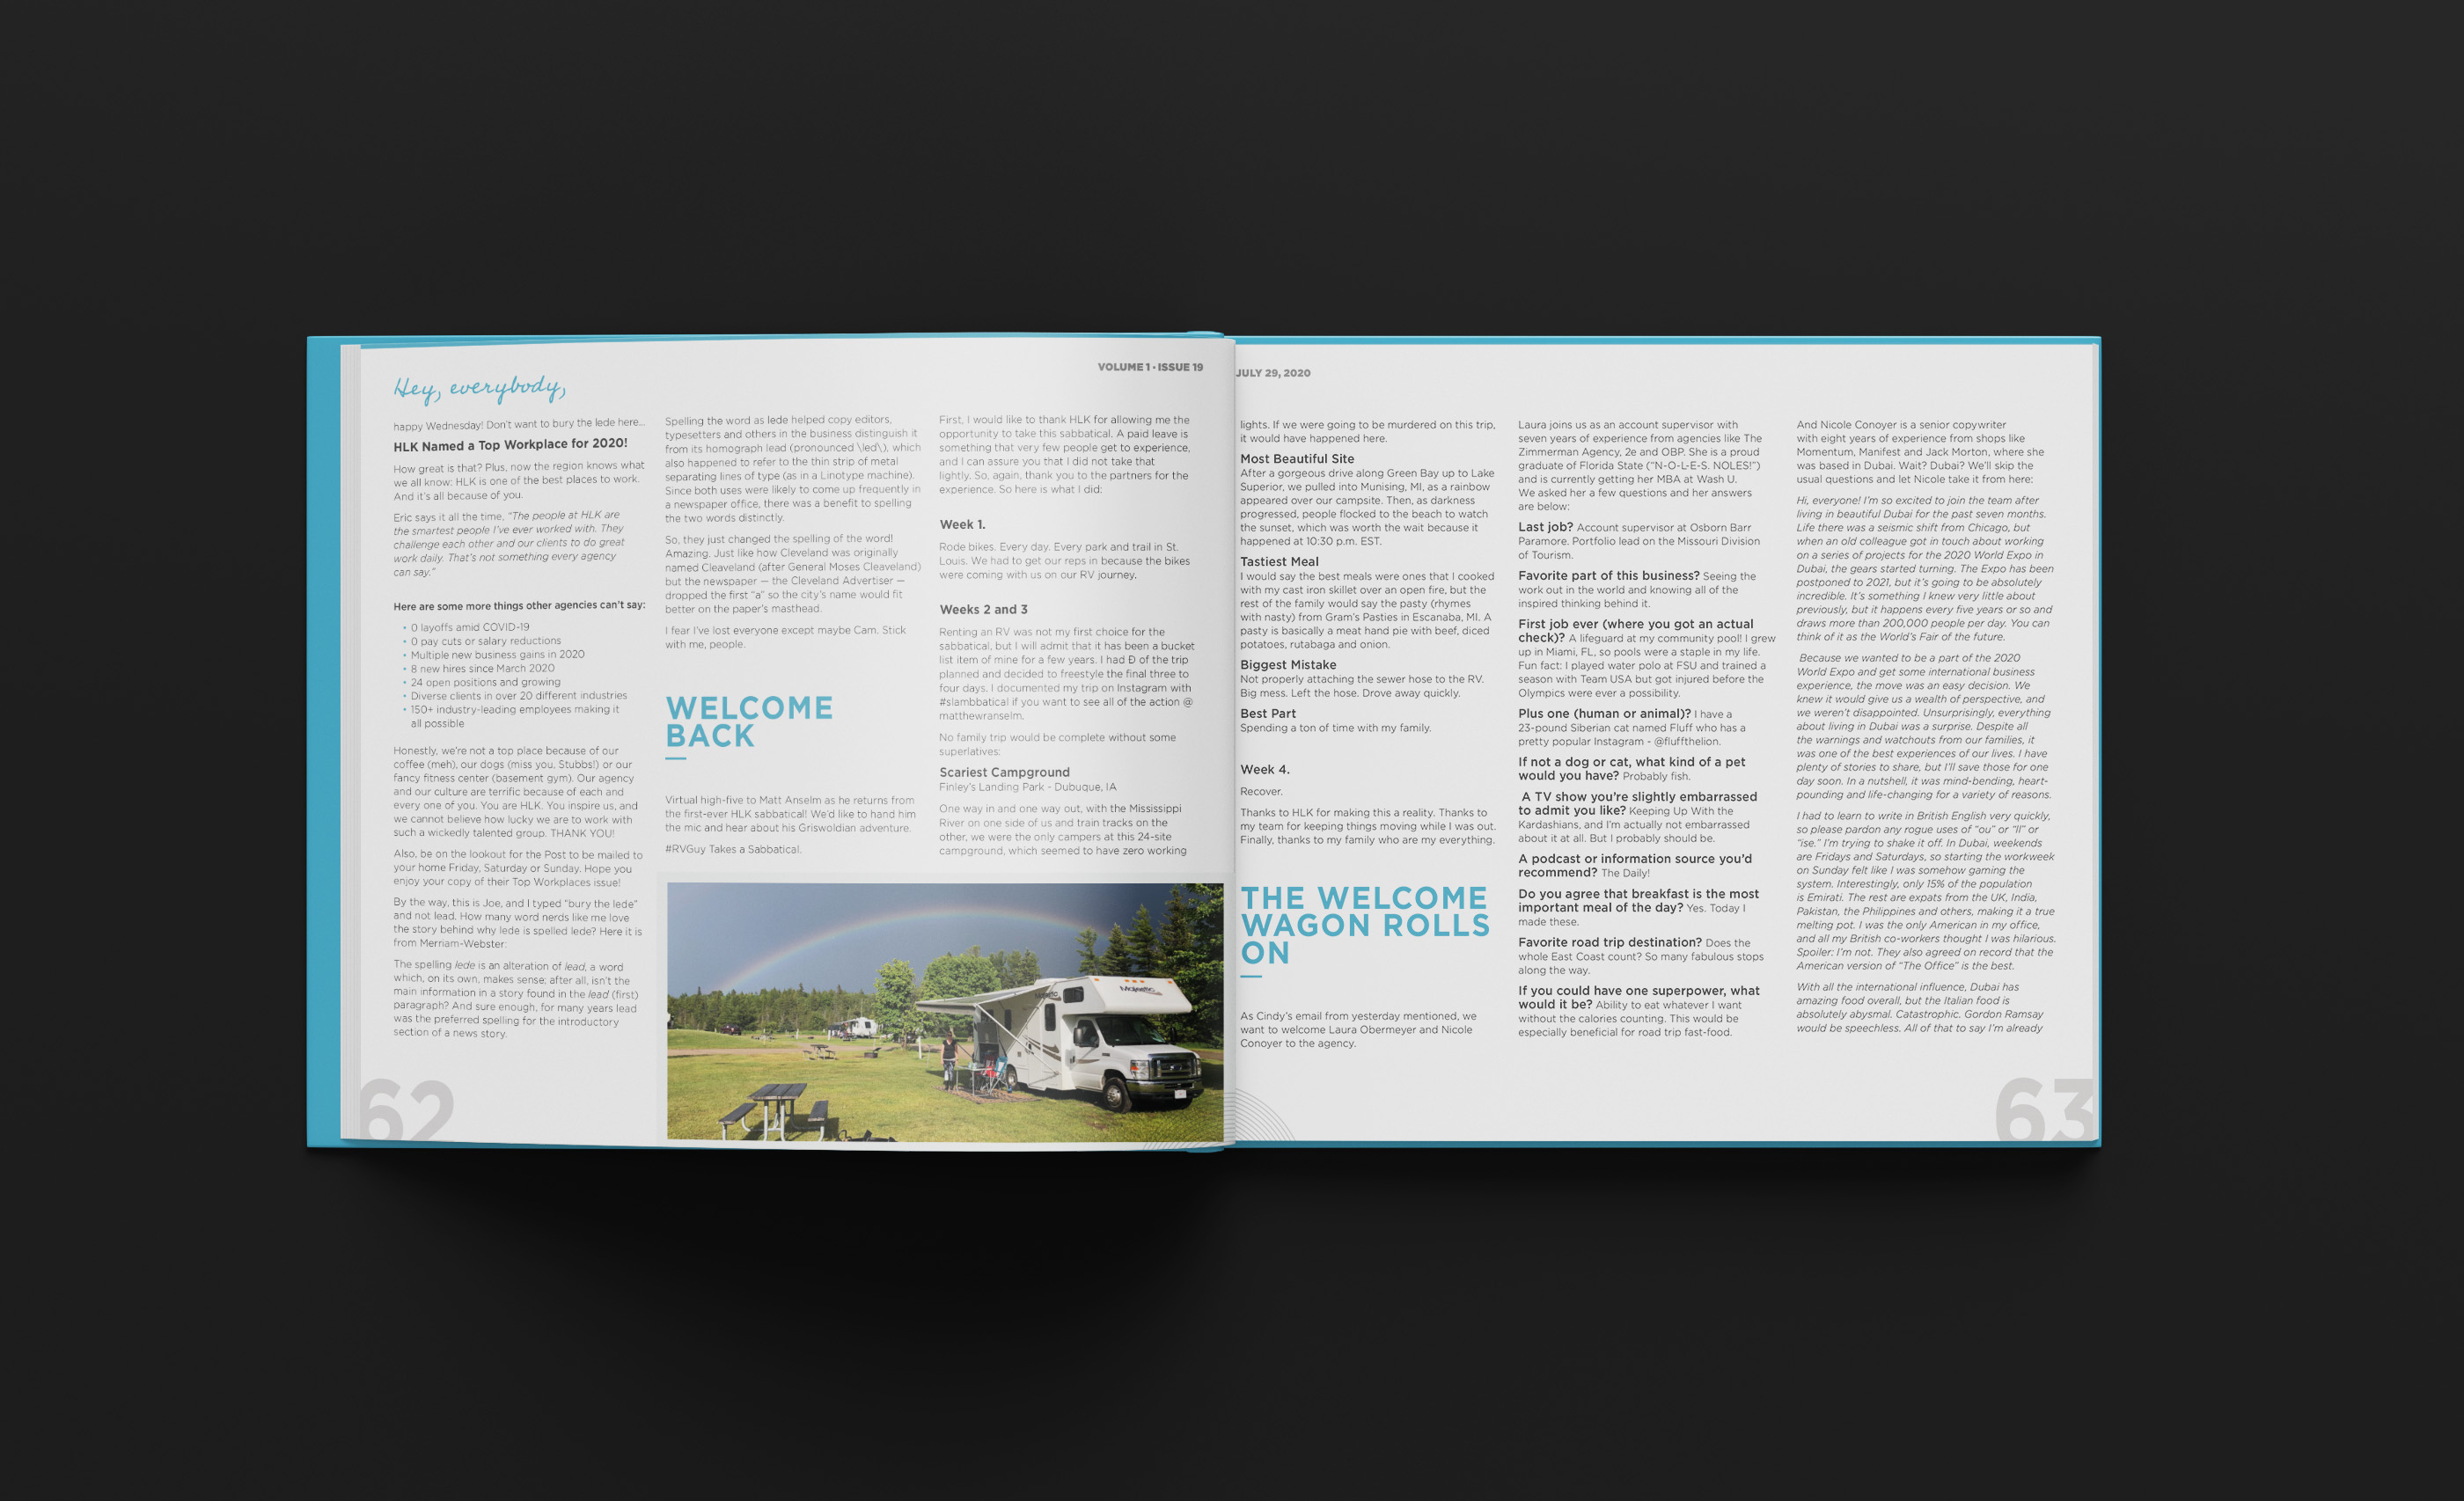 Hey, everybody,
VOLUME 1 · ISSUE 19
happy Wednesday! Don't want to bury the lede here...
HLK Named a Top Workplace for 2020!
How great is that? Plus, now the region knows what
we all know: HLK is one of the best places to work.
And it's all because of you.
Eric says it all the time, "The people at HLK are
the smartest people I've ever worked with. They
challenge each other and our clients to do great
work daily. That's not something every agency
can say."
Here are some more things other agencies can't say:
• 0 layoffs amid COVID-19
• 0 pay cuts or salary reductions
• Multiple new business gains in 2020
• 8 new hires since March 2020
• 24 open positions and growing
• Diverse clients in over 20 different industries
• 150+ industry-leading employees making it
all possible
Honestly, we're not a top place because of our
coffee (meh), our dogs (miss you, Stubbs!) or our
fancy fitness center (basement gym). Our agency
and our culture are terrific because of each and
every one of you. You are HLK. You inspire us, and
we cannot believe how lucky we are to work with
such a wickedly talented group. THANK YOU!
Also, be on the lookout for the Post to be mailed to
your home Friday, Saturday or Sunday. Hope you
enjoy your copy of their Top Workplaces issue!
By the way, this is Joe, and I typed "bury the lede"
and not lead. How many word nerds like me love
the story behind why lede is spelled lede? Here it is
from Merriam-Webster:
The spelling lede is an alteration of lead, a word
which, on its own, makes sense; after all, isn't the
main information in a story found in the lead (first)
paragraph? And sure enough, for many years lead
was the preferred spelling for the introductory
section of a news story.
62
Spelling the word as lede helped copy editors,
typesetters and others in the business distinguish it
from its homograph lead (pronounced \led\), which
also happened to refer to the thin strip of metal
separating lines of type (as in a Linotype machine).
Since both uses were likely to come up frequently in
a newspaper office, there was a benefit to spelling
the two words distinctly.
So, they just changed the spelling of the word!
Amazing. Just like how Cleveland was originally
named Cleaveland (after General Moses Cleaveland)
but the newspaper — the Cleveland Advertiser —
dropped the first "a" so the city's name would fit
better on the paper's masthead.
I fear I've lost everyone except maybe Cam. Stick
with me, people.
WELCOME
BACK
Virtual high-five to Matt Anselm as he returns from
the first-ever HLK sabbatical! We'd like to hand him
the mic and hear about his Griswoldian adventure.
#RVGuy Takes a Sabbatical.
First, I would like to thank HLK for allowing me the
opportunity to take this sabbatical. A paid leave is
something that very few people get to experience,
and I can assure you that I did not take that
lightly. So, again, thank you to the partners for the
experience. So here is what I did:
Week 1.
Rode bikes. Every day. Every park and trail in St.
Louis. We had to get our reps in because the bikes
were coming with us on our RV journey.
Weeks 2 and 3
Renting an RV was not my first choice for the
sabbatical, but I will admit that it has been a bucket
list item of mine for a few years. I had Đ of the trip
planned and decided to freestyle the final three to
four days. I documented my trip on Instagram with
#slambbatical if you want to see all of the action @
matthewranselm.
No family trip would be complete without some
superlatives:
Scariest Campground
Finley's Landing Park - Dubuque, IA
One way in and one way out, with the Mississippi
River on one side of us and train tracks on the
other, we were the only campers at this 24-site
campground, which seemed to have zero working
Majestic
JULY 29, 2020
lights. If we were going to be murdered on this trip,
it would have happened here.
Most Beautiful Site
After a gorgeous drive along Green Bay up to Lake
Superior, we pulled into Munising, MI, as a rainbow
appeared over our campsite. Then, as darkness
progressed, people flocked to the beach to watch
the sunset, which was worth the wait because it
happened at 10:30 p.m. EST.
Tastiest Meal
I would say the best meals were ones that I cooked
with my cast iron skillet over an open fire, but the
rest of the family would say the pasty (rhymes
with nasty) from Gram's Pasties in Escanaba, MI. A
pasty is basically a meat hand pie with beef, diced
potatoes, rutabaga and onion.
Biggest Mistake
Not properly attaching the sewer hose to the RV.
Big mess. Left the hose. Drove away quickly.
Best Part
Spending a ton of time with my family.
Week 4.
Recover.
Thanks to HLK for making this a reality. Thanks to
my team for keeping things moving while I was out.
Finally, thanks to my family who are my everything.
THE WELCOME
WAGON ROLLS
ON
As Cindy's email from yesterday mentioned, we
want to welcome Laura Obermeyer and Nicole
Conoyer to the agency.
Laura joins us as an account supervisor with
seven years of experience from agencies like The
Zimmerman Agency, 2e and OBP. She is a proud
graduate of Florida State ("N-O-L-E-S. NOLES!")
and is currently getting her MBA at Wash U.
We asked her a few questions and her answers
are below:
Last job? Account supervisor at Osborn Barr
Paramore. Portfolio lead on the Missouri Division
of Tourism.
Favorite part of this business? Seeing the
work out in the world and knowing all of the
inspired thinking behind it.
First job ever (where you got an actual
check)? A lifeguard at my community pool! I grew
up in Miami, FL, so pools were a staple in my life.
Fun fact: I played water polo at FSU and trained a
season with Team USA but got injured before the
Olympics were ever a possibility.
Plus one (human or animal)? I have a
23-pound Siberian cat named Fluff who has a
pretty popular Instagram - @fluffthelion.
If not a dog or cat, what kind of a pet
would you have? Probably fish.
A TV show you're slightly embarrassed
to admit you like? Keeping Up With the
Kardashians, and I'm actually not embarrassed
about it at all. But I probably should be.
A podcast or information source you'd
recommend? The Daily!
Do you agree that breakfast is the most
important meal of the day? Yes. Today I
made these.
Favorite road trip destination? Does the
whole East Coast count? So many fabulous stops
along the way.
If you could have one superpower, what
would it be? Ability to eat whatever I want
without the calories counting. This would be
especially beneficial for road trip fast-food.
And Nicole Conoyer is a senior copywriter
with eight years of experience from shops like
Momentum, Manifest and Jack Morton, where she
was based in Dubai. Wait? Dubai? We'll skip the
usual questions and let Nicole take it from here:
Hi, everyone! I'm so excited to join the team after
living in beautiful Dubai for the past seven months.
Life there was a seismic shift from Chicago, but
when an old colleague got in touch about working
on a series of projects for the 2020 World Expo in
Dubai, the gears started turning. The Expo has been
postponed to 2021, but it's going to be absolutely
incredible. It's something I knew very little about
previously, but it happens every five years or so and
draws more than 200,000 people per day. You can
think of it as the World's Fair of the future.
Because we wanted to be a part of the 2020
World Expo and get some international business
experience, the move was an easy decision. We
knew it would give us a wealth of perspective, and
we weren't disappointed. Unsurprisingly, everything
about living in Dubai was a surprise. Despite all
the warnings and watchouts from our families, it
was one of the best experiences of our lives. I have
plenty of stories to share, but I'll save those for one
day soon. In a nutshell, it was mind-bending, heart-
pounding and life-changing for a variety of reasons.
I had to learn to write in British English very quickly,
so please pardon any rogue uses of "ou" or "ll" or
"ise." I'm trying to shake it off. In Dubai, weekends
are Fridays and Saturdays, so starting the workweek
on Sunday felt like I was somehow gaming the
system. Interestingly, only 15% of the population
is Emirati. The rest are expats from the UK, India,
Pakistan, the Philippines and others, making it a true
melting pot. I was the only American in my office,
and all my British co-workers thought I was hilarious.
Spoiler: I'm not. They also agreed on record that the
American version of "The Office" is the best.
With all the international influence, Dubai has
amazing food overall, but the Italian food is
absolutely abysmal. Catastrophic. Gordon Ramsay
would be speechless. All of that to say I'm already
63